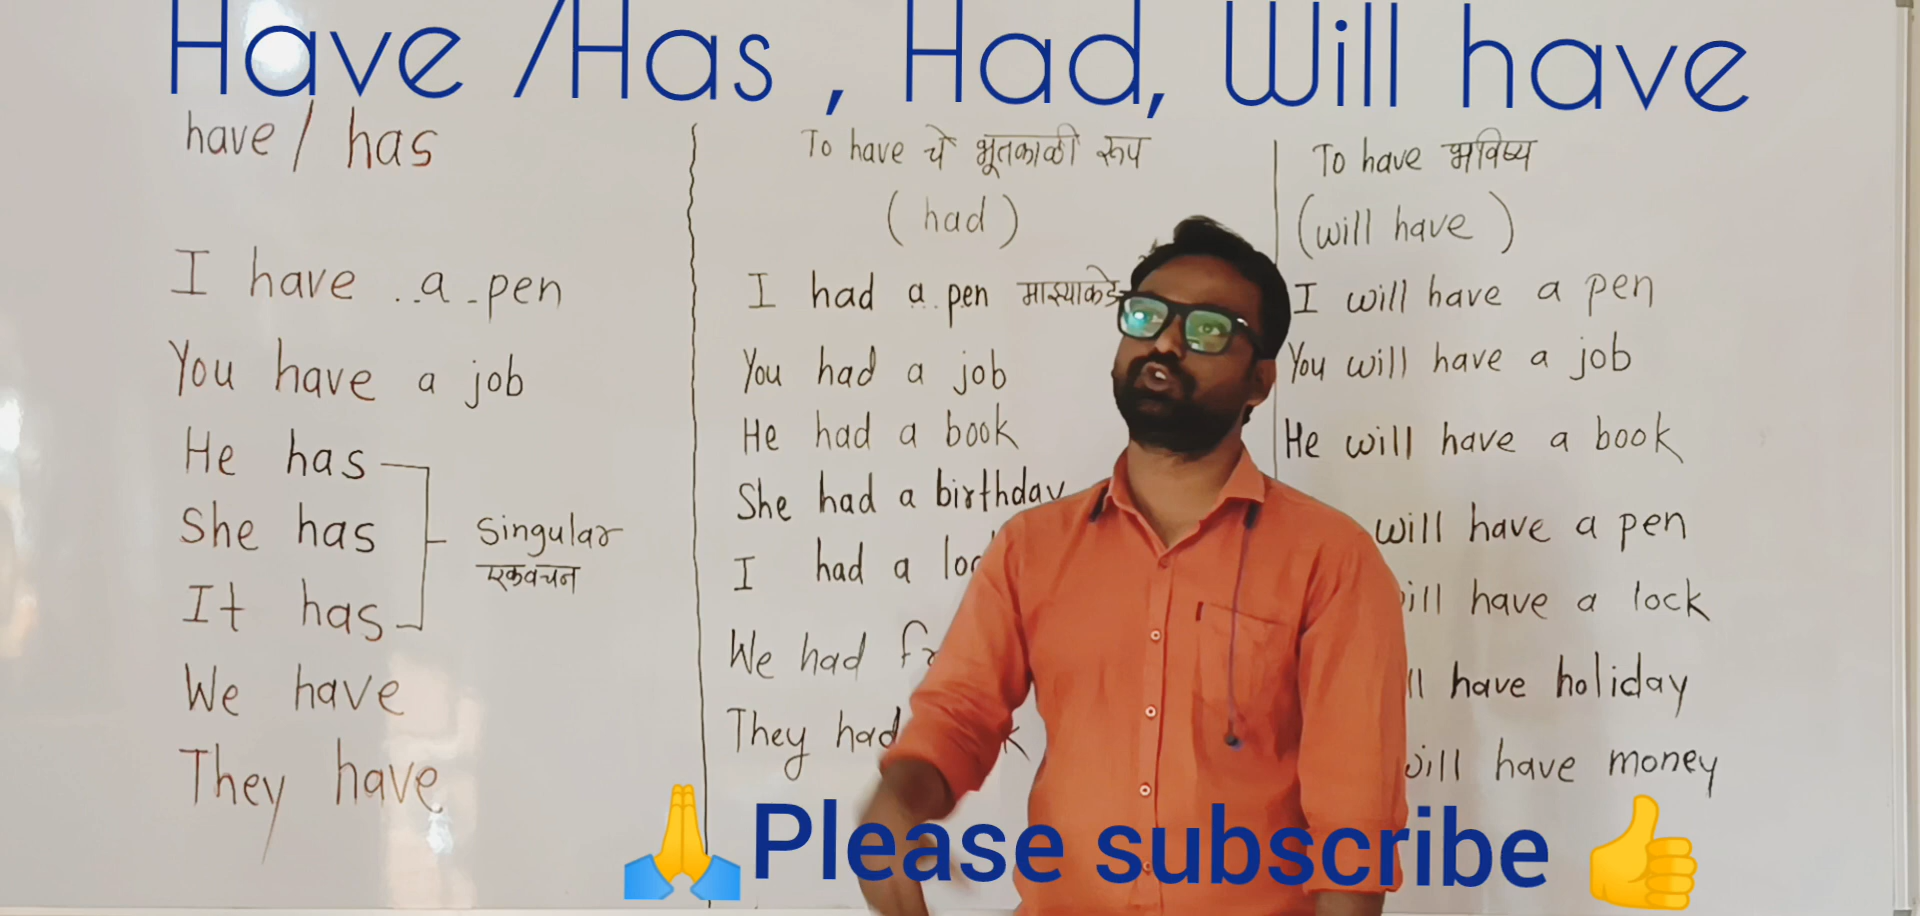 Have /Has , Had, Will have
have / has
I have a pen
You have a job
He has
She has
It has
Singular
एकवचन
We have
They have
To have चे भूतकाळी रूप
(had)
I had a pen माझ्याकडे
You had a job
He had a book
She had a birthday
I had a
We had
They had
To have भविष्य
(will have)
I will have a pen
You will have a job
He will have a book
will have a pen
have a lock
have holiday
have money
🙏Please subscribe 👍